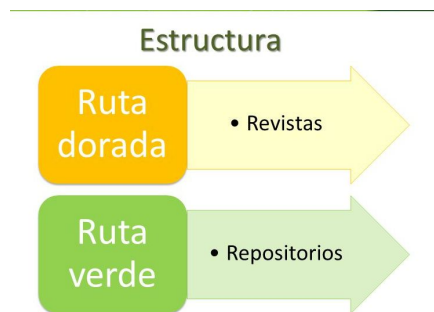 Estructura
Ruta
dorada
• Revistas
Ruta
verde
• Repositorios